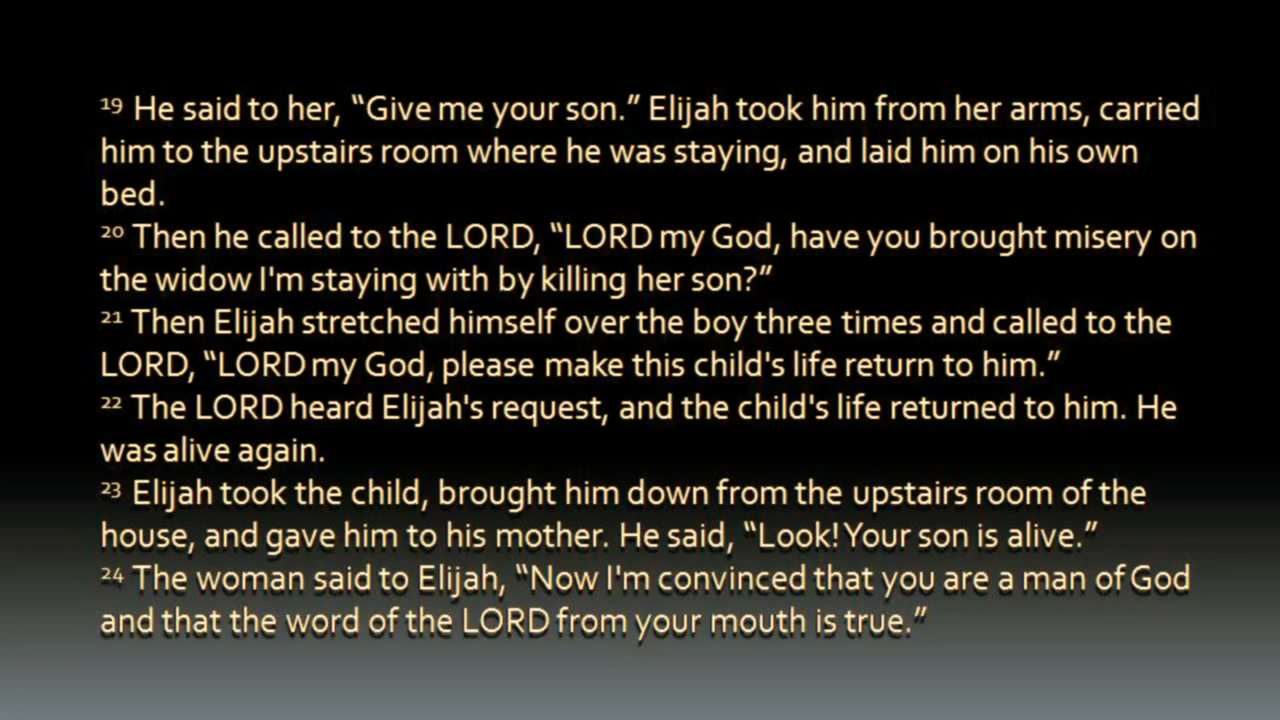 ¹⁹ He said to her, “Give me your son.” Elijah took him from her arms, carried
him to the upstairs room where he was staying, and laid him on his own
bed.
²⁰ Then he called to the LORD, “LORD my God, have you brought misery on
the widow I'm staying with by killing her son?”
²¹ Then Elijah stretched himself over the boy three times and called to the
LORD, “LORD my God, please make this child's life return to him.”
²² The LORD heard Elijah's request, and the child's life returned to him. He
was alive again.
²³ Elijah took the child, brought him down from the upstairs room of the
house, and gave him to his mother. He said, “Look! Your son is alive.”
²⁴ The woman said to Elijah, “Now I'm convinced that you are a man of God
and that the word of the LORD from your mouth is true.”